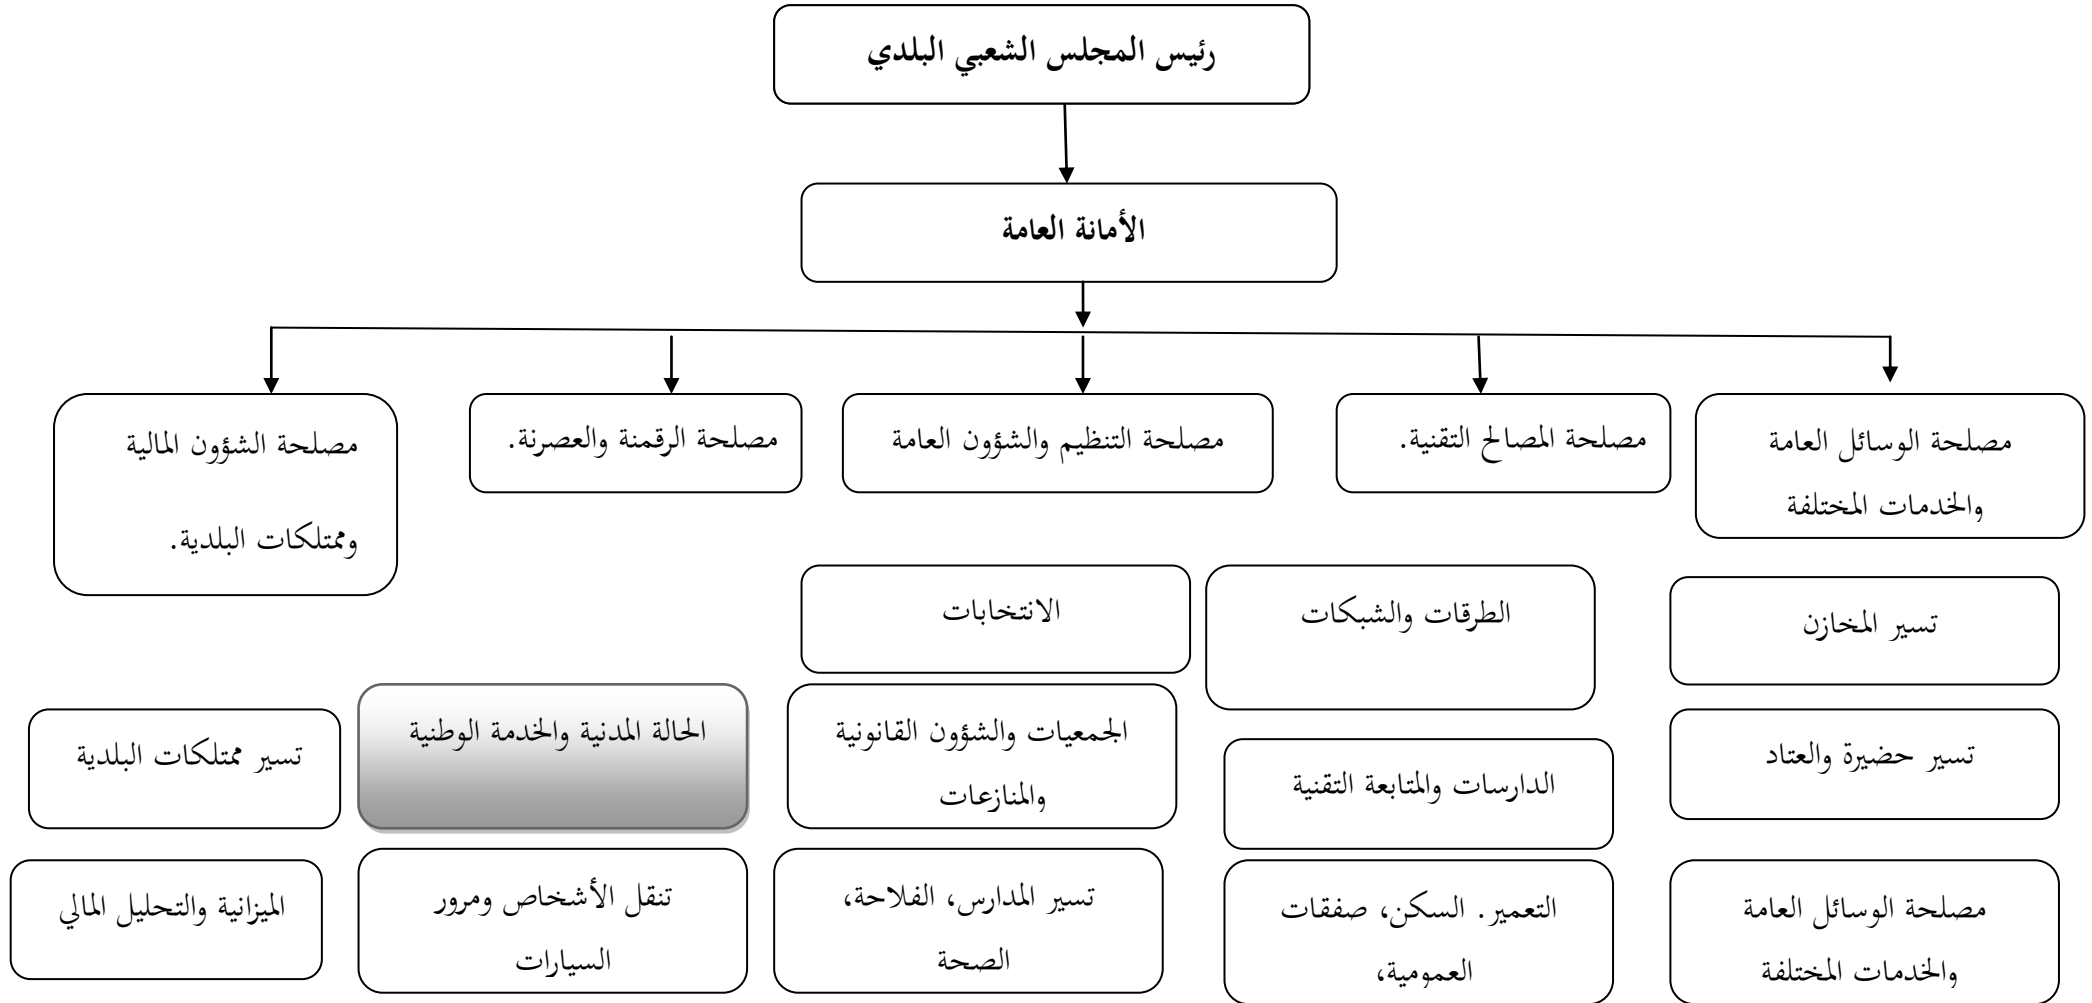 رئيس المجلس الشعبي البلدي
الأمانة العامة
مصلحة الوسائل العامة
والخدمات المختلفة
مصلحة المصالح التقنية.
مصلحة التنظيم والشؤون العامة
مصلحة الرقمنة والعصرنة.
مصلحة الشؤون المالية
وممتلكات البلدية.
تسير المخازن
الطرقات والشبكات
الانتخابات
تسير حضيرة والعتاد
الدارسات والمتابعة التقنية
الجمعيات والشؤون القانونية
والمنازعات
الحالة المدنية والخدمة الوطنية
تسير ممتلكات البلدية
مصلحة الوسائل العامة
والخدمات المختلفة
التعمير. السكن، صفقات
العمومية،
تسير المدارس، الفلاحة،
الصحة
تنقل الأشخاص ومرور
السيارات
الميزانية والتحليل المالي